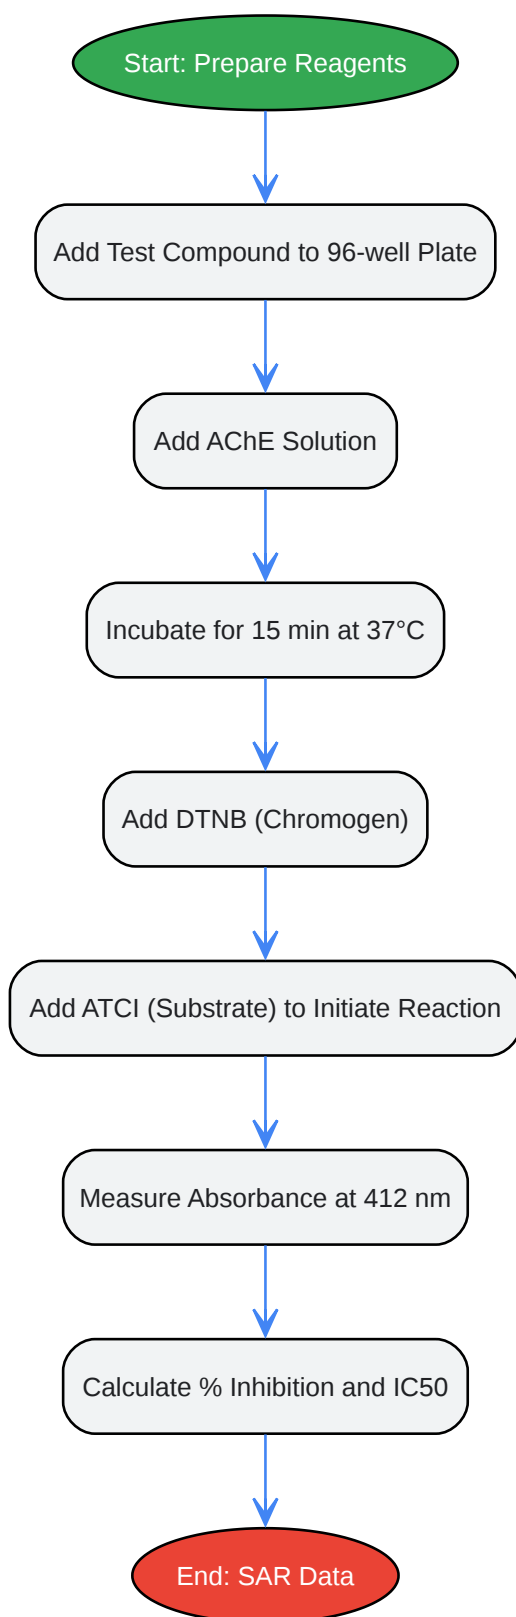 Start: Prepare Reagents
Add Test Compound to 96-well Plate
Add AChE Solution
Incubate for 15 min at 37°C
Add DTNB (Chromogen)
Add ATCI (Substrate) to Initiate Reaction
Measure Absorbance at 412 nm
Calculate % Inhibition and IC50
End: SAR Data